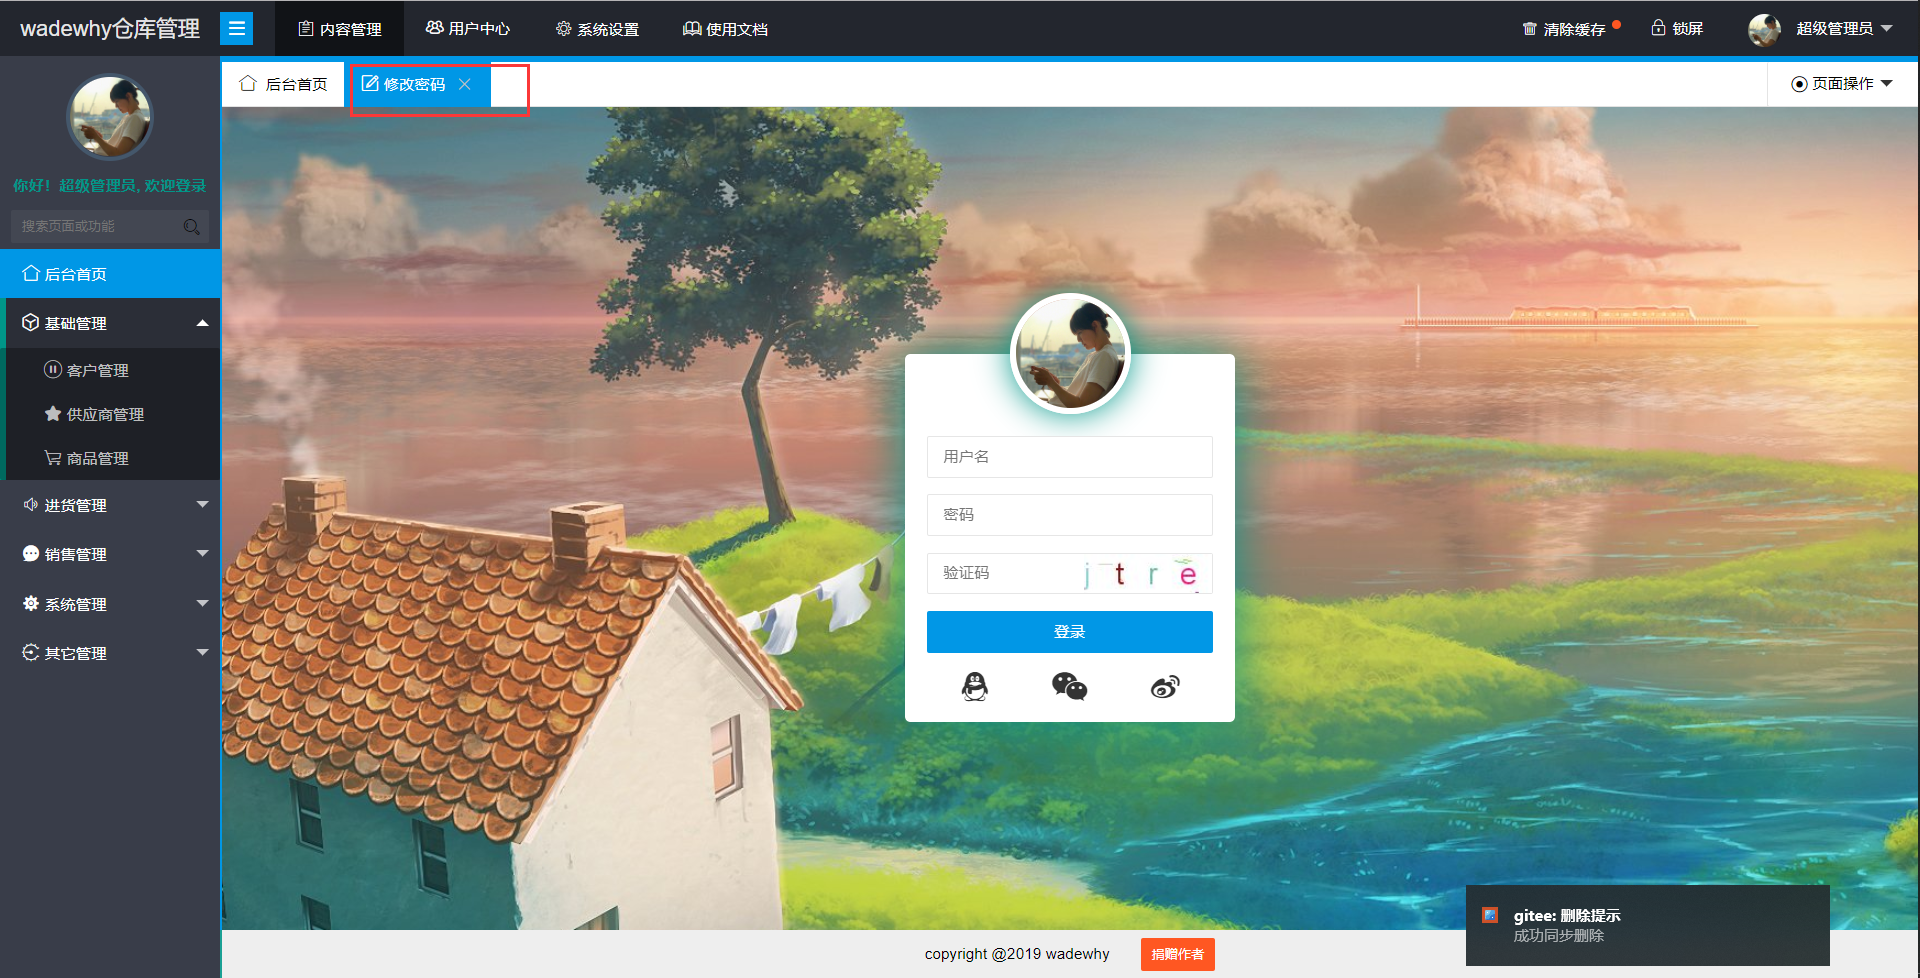 wadewhy仓库管理
内容管理
用户中心
系统设置
使用文档
清除缓存
锁屏
超级管理员
后台首页
修改密码
页面操作
你好！超级管理员, 欢迎登录
搜索页面或功能
后台首页
基础管理
客户管理
供应商管理
商品管理
进货管理
销售管理
系统管理
其它管理
用户名
密码
验证码
j t r e
登录
gitee: 删除提示
成功同步删除
copyright @2019 wadewhy
捐赠作者